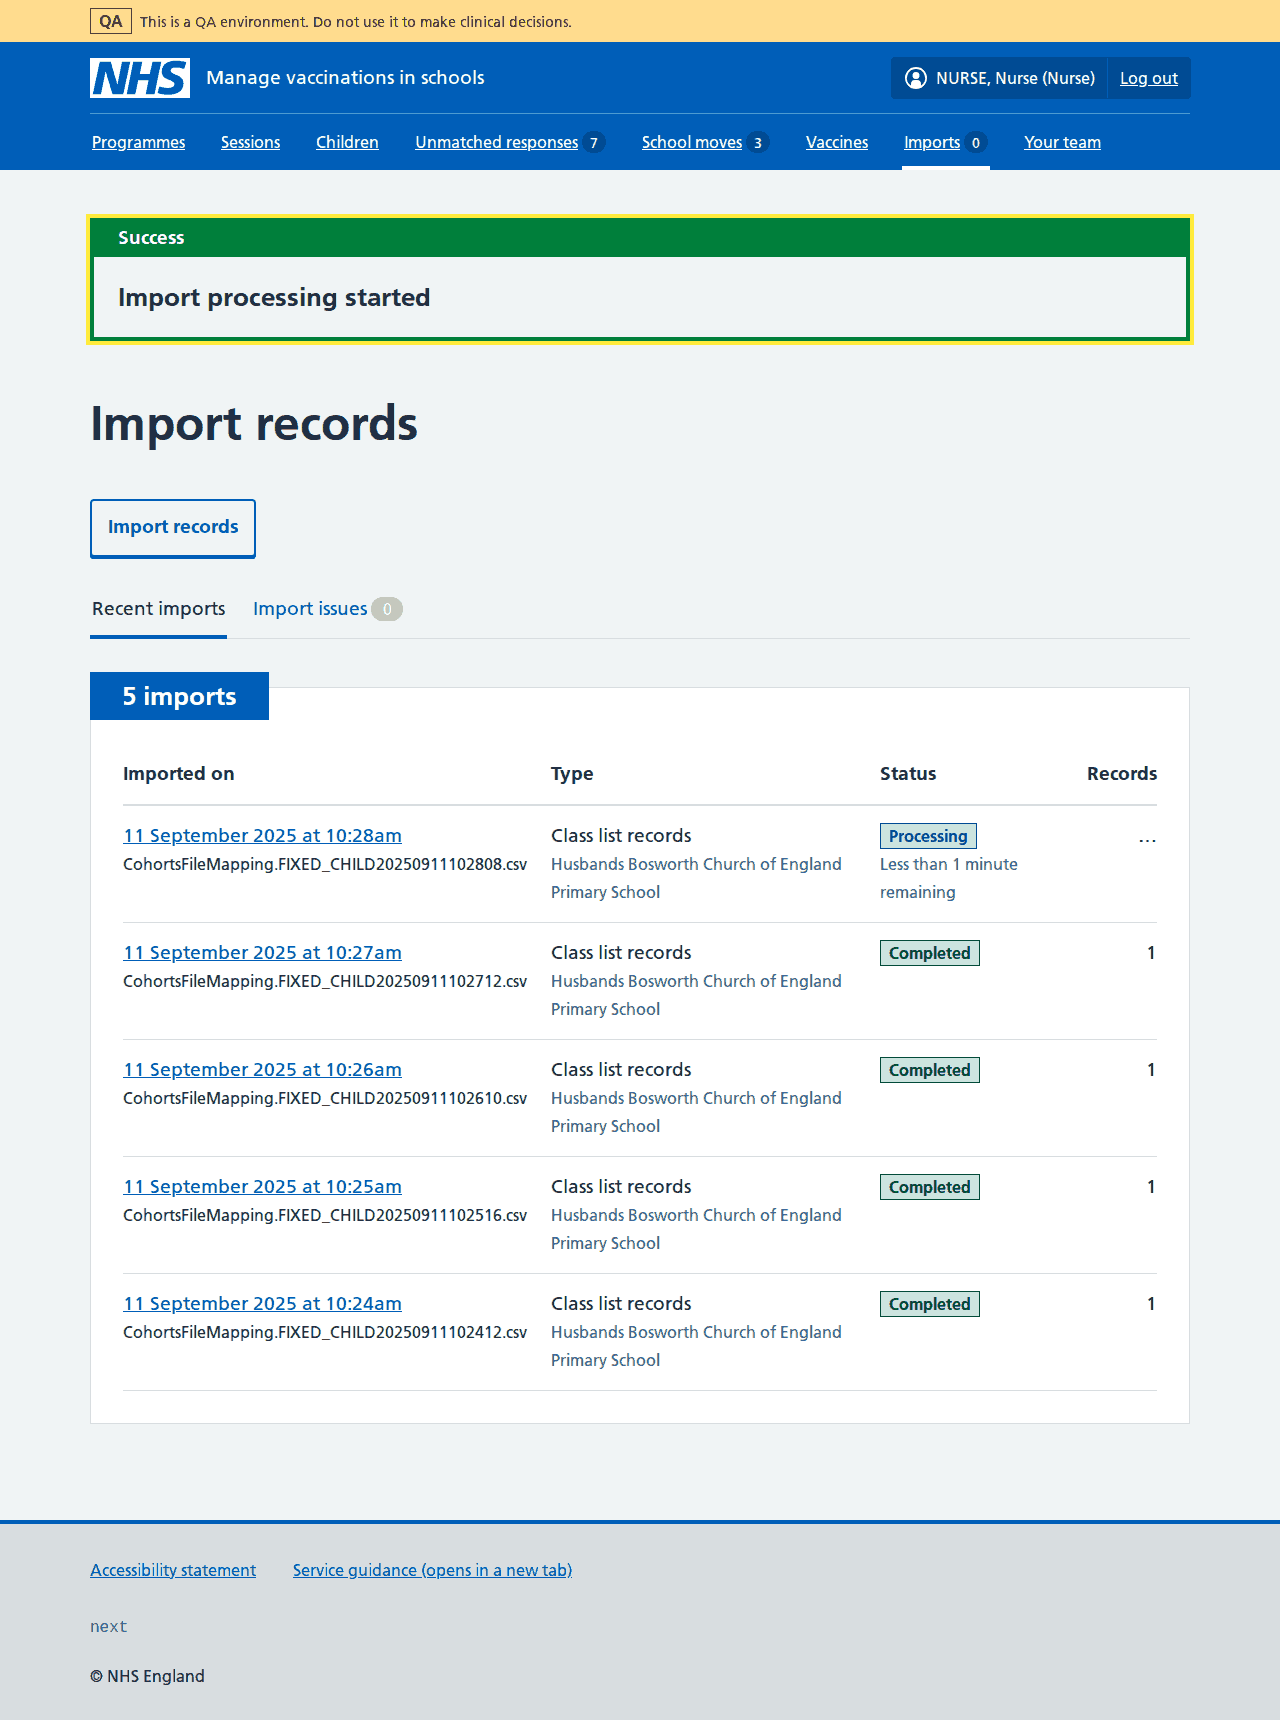 QA This is a QA environment. Do not use it to make clinical decisions.
NHS Manage vaccinations in schools NURSE, Nurse (Nurse) Log out
Programmes Sessions Children Unmatched responses 7 School moves 3 Vaccines Imports 0 Your team
Success
Import processing started
Import records
Import records
Recent imports Import issues 0
5 imports
Imported on Type Status Records
11 September 2025 at 10:28am Class list records Processing ...
CohortsFileMapping.FIXED_CHILD20250911102808.csv Husbands Bosworth Church of England Less than 1 minute
Primary School remaining
11 September 2025 at 10:27am Class list records Completed 1
CohortsFileMapping.FIXED_CHILD20250911102712.csv Husbands Bosworth Church of England
Primary School
11 September 2025 at 10:26am Class list records Completed 1
CohortsFileMapping.FIXED_CHILD20250911102610.csv Husbands Bosworth Church of England
Primary School
11 September 2025 at 10:25am Class list records Completed 1
CohortsFileMapping.FIXED_CHILD20250911102516.csv Husbands Bosworth Church of England
Primary School
11 September 2025 at 10:24am Class list records Completed 1
CohortsFileMapping.FIXED_CHILD20250911102412.csv Husbands Bosworth Church of England
Primary School
Accessibility statement Service guidance (opens in a new tab)
next
© NHS England